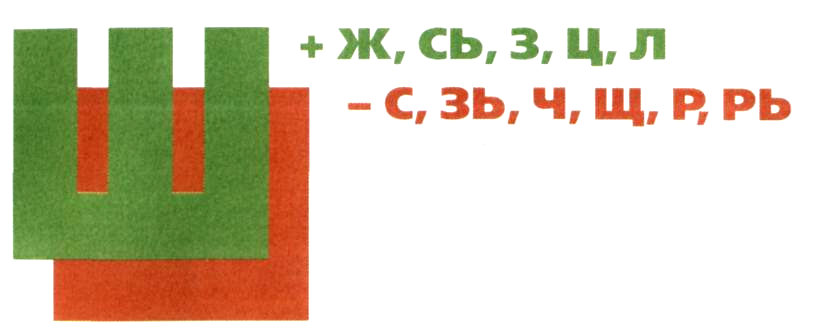 Ш
+ Ж, СЬ, З, Ц, Л
– С, ЗЬ, Ч, Щ, Р, РЬ